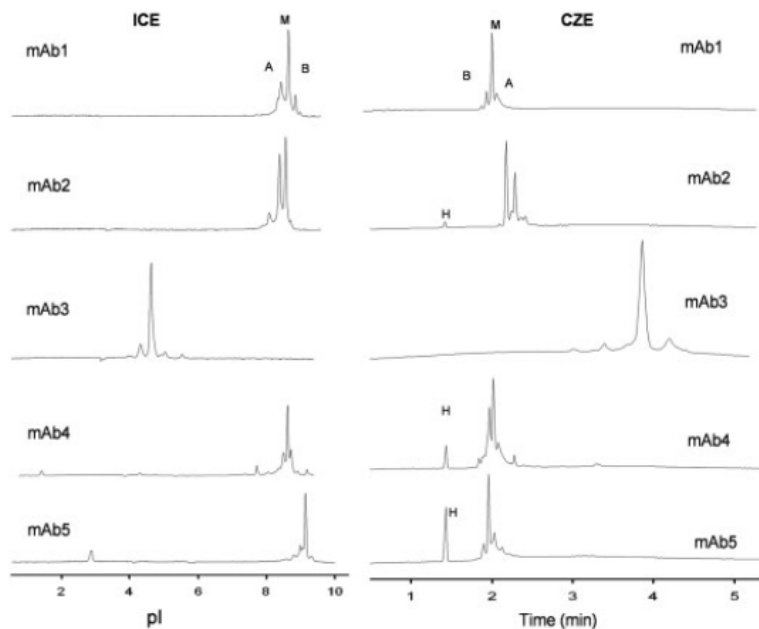 ICE
CZE
mAb1
A
M
B
B
M
A
mAb1
mAb2
H
mAb2
mAb3
mAb3
mAb4
H
mAb4
mAb5
H
mAb5
2 4 6 8 10
1 2 3 4 5
pI
Time (min)